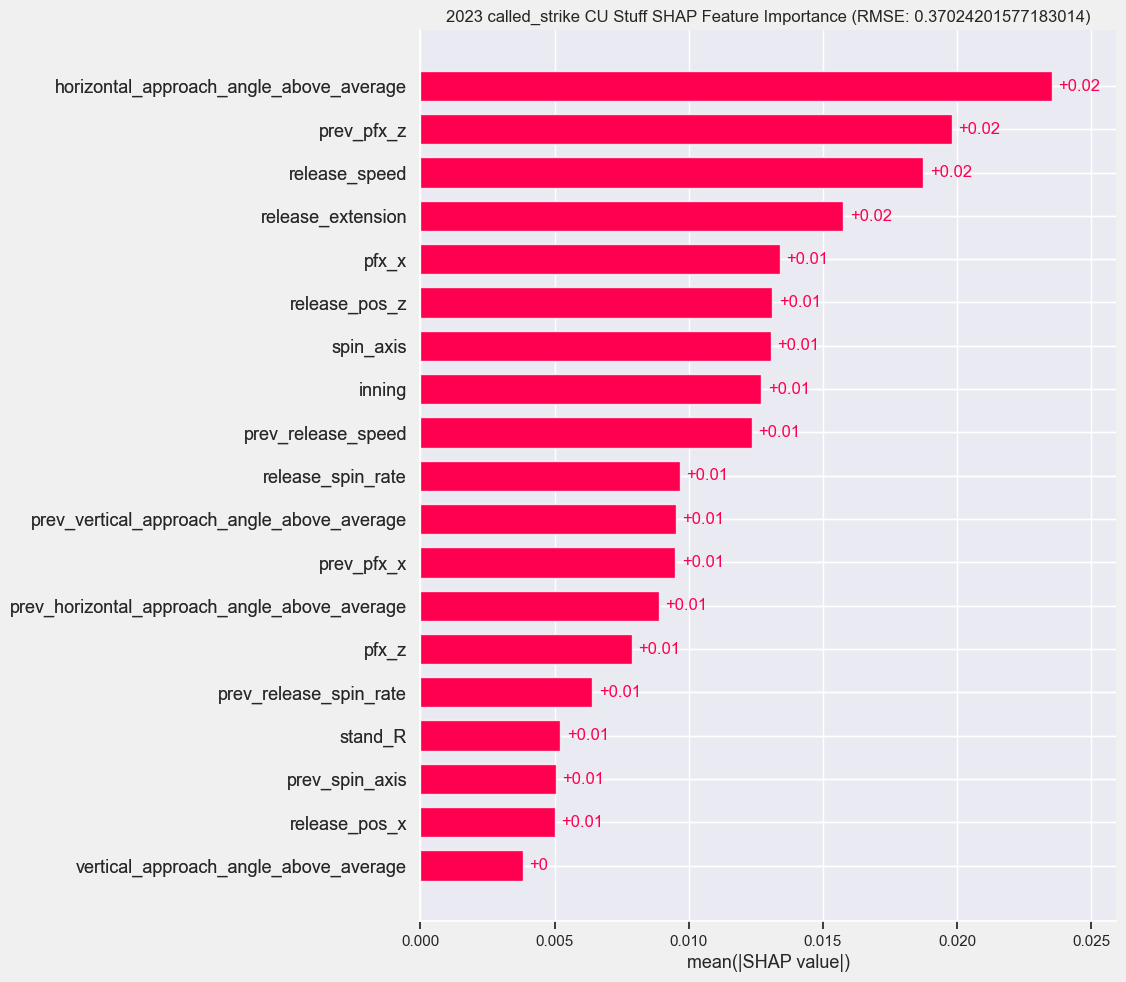 2023 called_strike CU Stuff SHAP Feature Importance (RMSE: 0.37024201577183014)
horizontal_approach_angle_above_average +0.02
prev_pfx_z +0.02
release_speed +0.02
release_extension +0.02
pfx_x +0.01
release_pos_z +0.01
spin_axis +0.01
inning +0.01
prev_release_speed +0.01
release_spin_rate +0.01
prev_vertical_approach_angle_above_average +0.01
prev_pfx_x +0.01
prev_horizontal_approach_angle_above_average +0.01
pfx_z +0.01
prev_release_spin_rate +0.01
stand_R +0.01
prev_spin_axis +0.01
release_pos_x +0.01
vertical_approach_angle_above_average +0
0.000 0.005 0.010 0.015 0.020 0.025
mean(|SHAP value|)